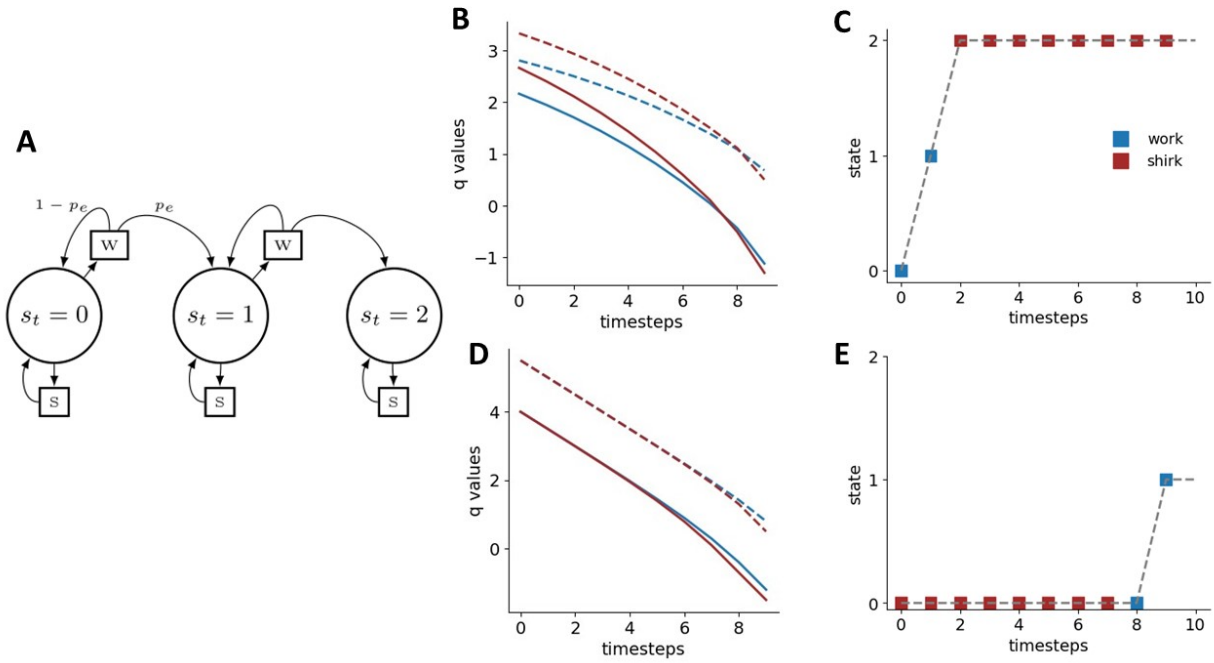 A
1 − p_e
p_e
W
W
s_t = 0
s_t = 1
s_t = 2
S
S
S
B
q values
3
2
1
0
−1
0 2 4 6 8
timesteps
C
state
2
1
0
work
shirk
0 2 4 6 8 10
timesteps
D
q values
4
2
0
0 2 4 6 8
timesteps
E
state
2
1
0
0 2 4 6 8 10
timesteps